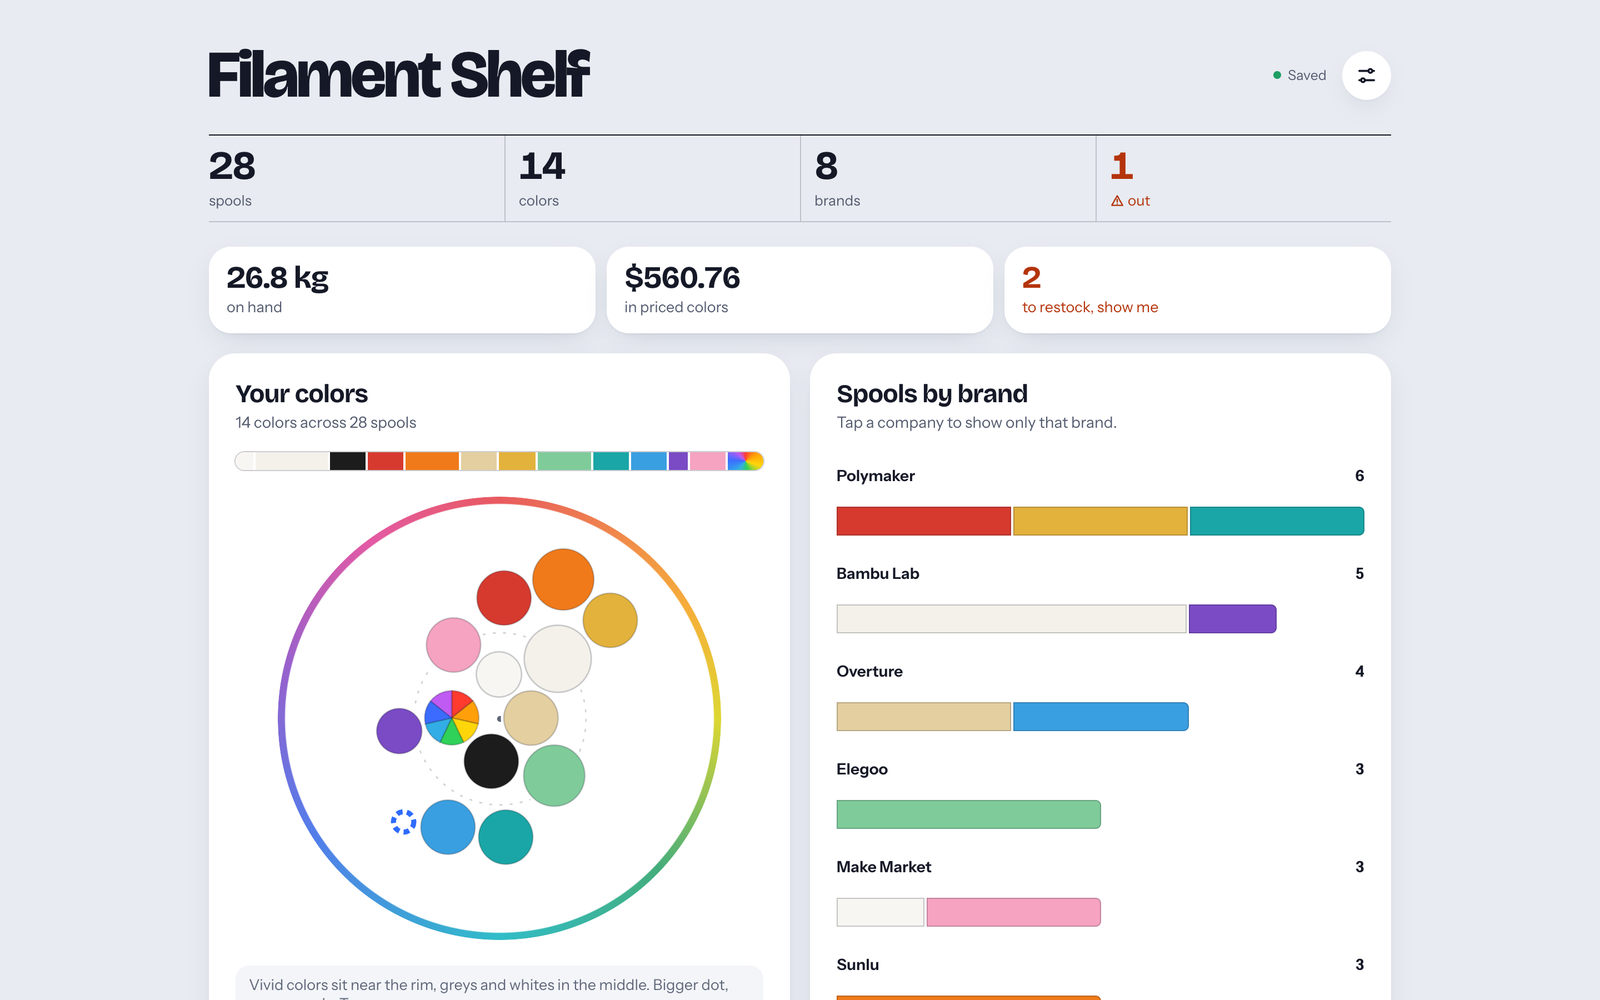 Filament Shelf
Saved
28
spools
14
colors
8
brands
1
out
26.8 kg
on hand
$560.76
in priced colors
2
to restock, show me
Your colors
14 colors across 28 spools
Vivid colors sit near the rim, greys and whites in the middle. Bigger dot,
Spools by brand
Tap a company to show only that brand.
Polymaker 6
Bambu Lab 5
Overture 4
Elegoo 3
Make Market 3
Sunlu 3